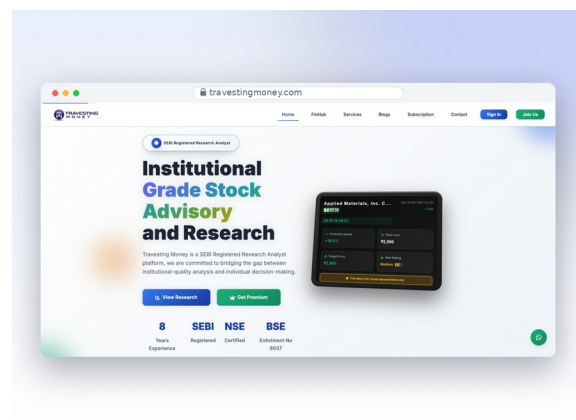 travestingmoney.com
TRAVESTING
MONEY
Home FinHub Services Blogs Subscription Contact Sign In Join Us
SEBI Registered Research Analyst
Institutional
Grade Stock
Advisory
and Research
Travesting Money is a SEBI Registered Research Analyst
platform, we are committed to bridging the gap between
institutional-quality analysis and individual decision-making.
View Research Get Premium
8 SEBI NSE BSE
Years Registered Certified Enlistment No
Experience 6037
Applied Materials, Inc. C...
Live
Potential Upside Stop Loss
Target Price Risk Rating
Medium